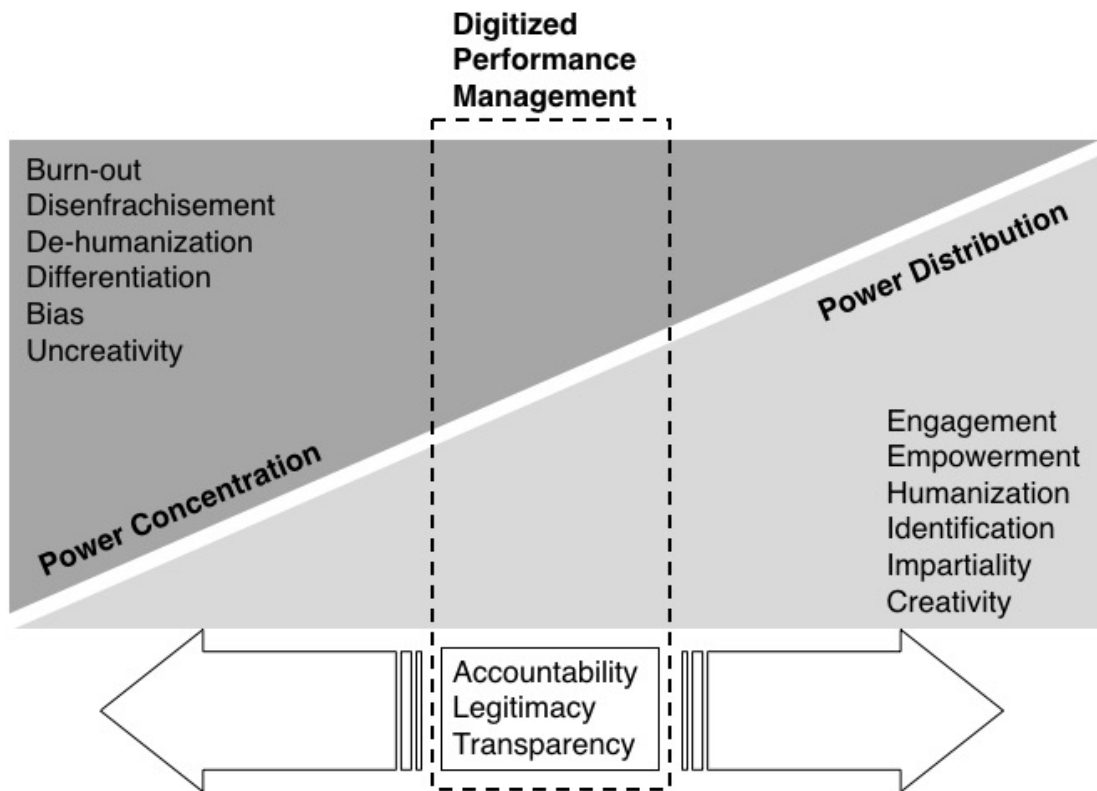 Digitized
Performance
Management
Burn-out
Disenfrachisement
De-humanization
Differentiation
Bias
Uncreativity
Power Distribution
Power Concentration
Engagement
Empowerment
Humanization
Identification
Impartiality
Creativity
Accountability
Legitimacy
Transparency